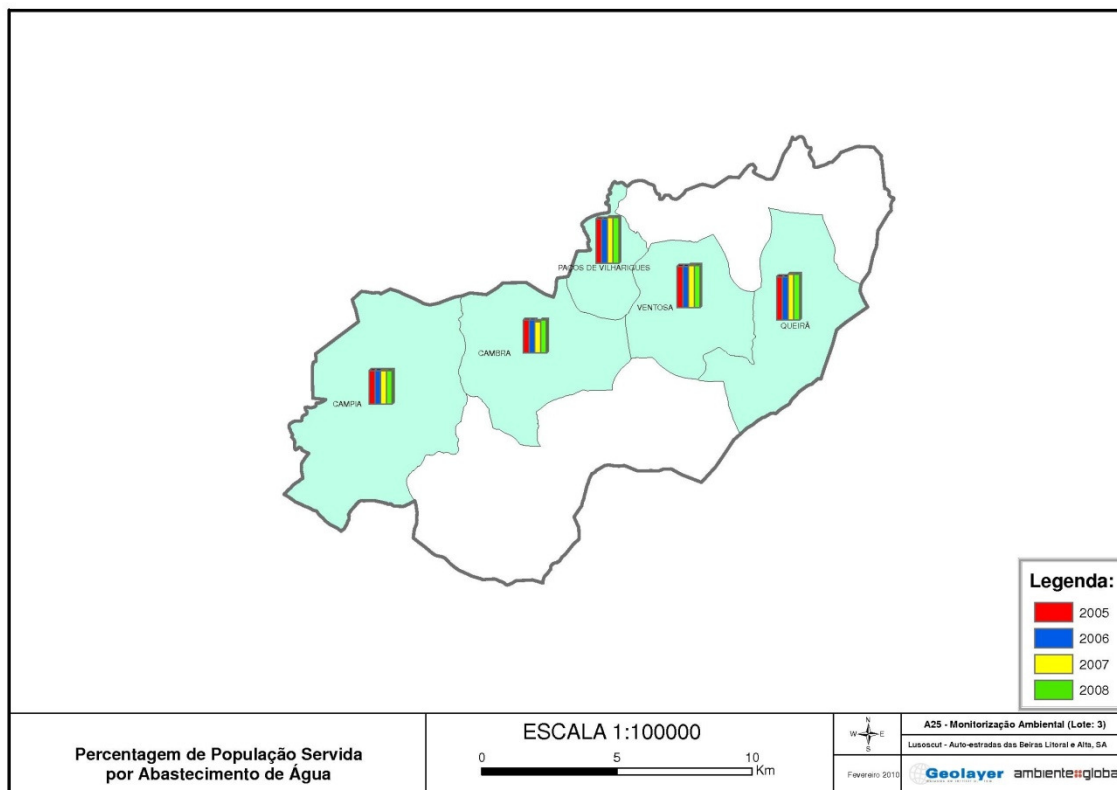 PAÇOS DE VILHARIGUES
VENTOSA
QUEIRÃ
CAMBRA
CAMPIA
Legenda:
2005
2006
2007
2008
Percentagem de População Servida
por Abastecimento de Água
ESCALA 1:100000
0 5 10
Km
N
W E
S
Fevereiro 2010
A25 - Monitorização Ambiental (Lote: 3)
Lusoscut - Auto-estradas das Beiras Litoral e Alta, SA
Geolayer
ambiente global